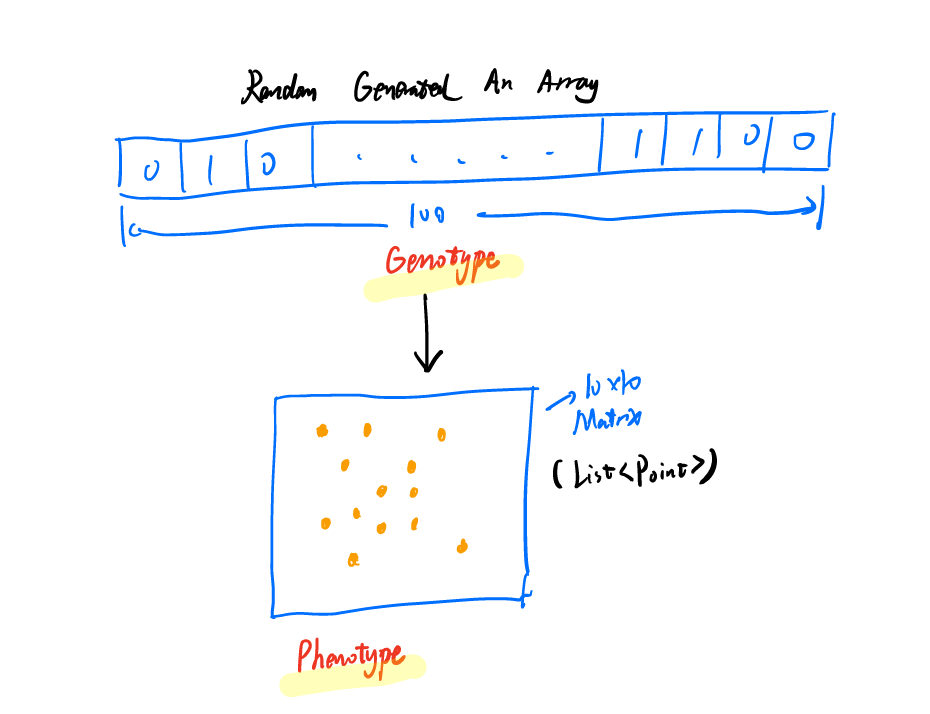 Random Generated An Array
0 1 0 . . . . . 1 1 0 0
100
Genotype
10x10
Matrix
(List<Point>)
Phenotype